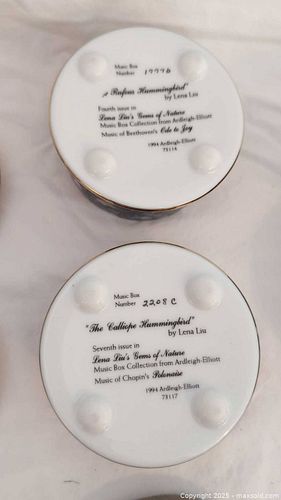 Music Box
Number 1777B
"Rufous Hummingbird"
by Lena Liu
Fourth issue in
Lena Liu's Gems of Nature
Music Box Collection from Ardleigh-Elliott
Music of Beethoven's Ode to Joy
1994 Ardleigh-Elliott
73114
Music Box
Number 2208 C
"The Calliope Hummingbird"
by Lena Liu
Seventh issue in
Lena Liu's Gems of Nature
Music Box Collection from Ardleigh-Elliott
Music of Chopin's Polonaise
1994 Ardleigh-Elliott
73117
Copyright 2025 - maxsold.com